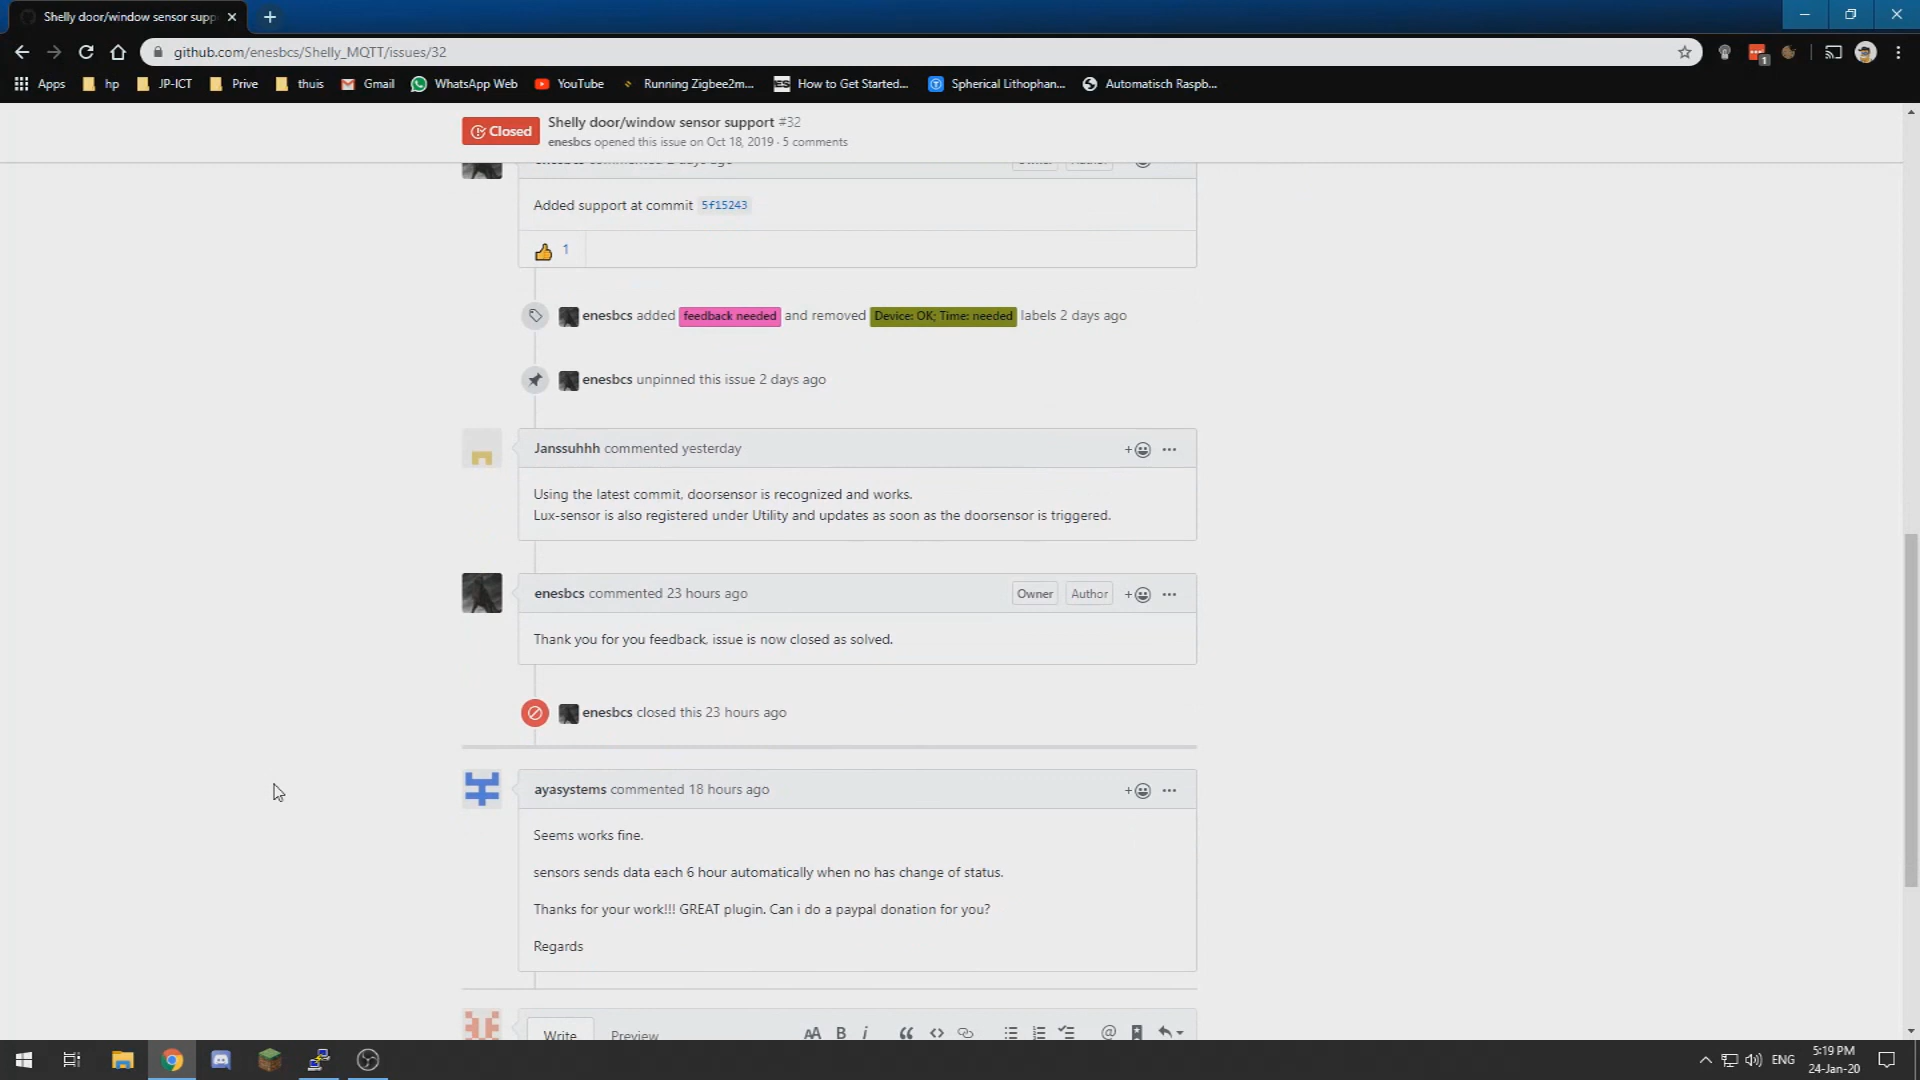 Shelly door/window sensor supp
github.com/enesbcs/Shelly_MQTT/issues/32
1
Apps
hp
JP-ICT
Prive
thuis
Gmail
WhatsApp Web
YouTube
Running Zigbee2m...
How to Get Started...
Spherical Lithophan...
Automatisch Raspb...
Closed
Shelly door/window sensor support #32
enesbcs opened this issue on Oct 18, 2019 · 5 comments
Added support at commit 5f15243
1
enesbcs added feedback needed and removed Device: OK; Time: needed labels 2 days ago
enesbcs unpinned this issue 2 days ago
Janssuhhh commented yesterday
Using the latest commit, doorsensor is recognized and works.
Lux-sensor is also registered under Utility and updates as soon as the doorsensor is triggered.
enesbcs commented 23 hours ago
Owner
Author
Thank you for you feedback, issue is now closed as solved.
enesbcs closed this 23 hours ago
ayasystems commented 18 hours ago
Seems works fine.
sensors sends data each 6 hour automatically when no has change of status.
Thanks for your work!!! GREAT plugin. Can i do a paypal donation for you?
Regards
Write
Preview
ENG
5:19 PM
24-Jan-20